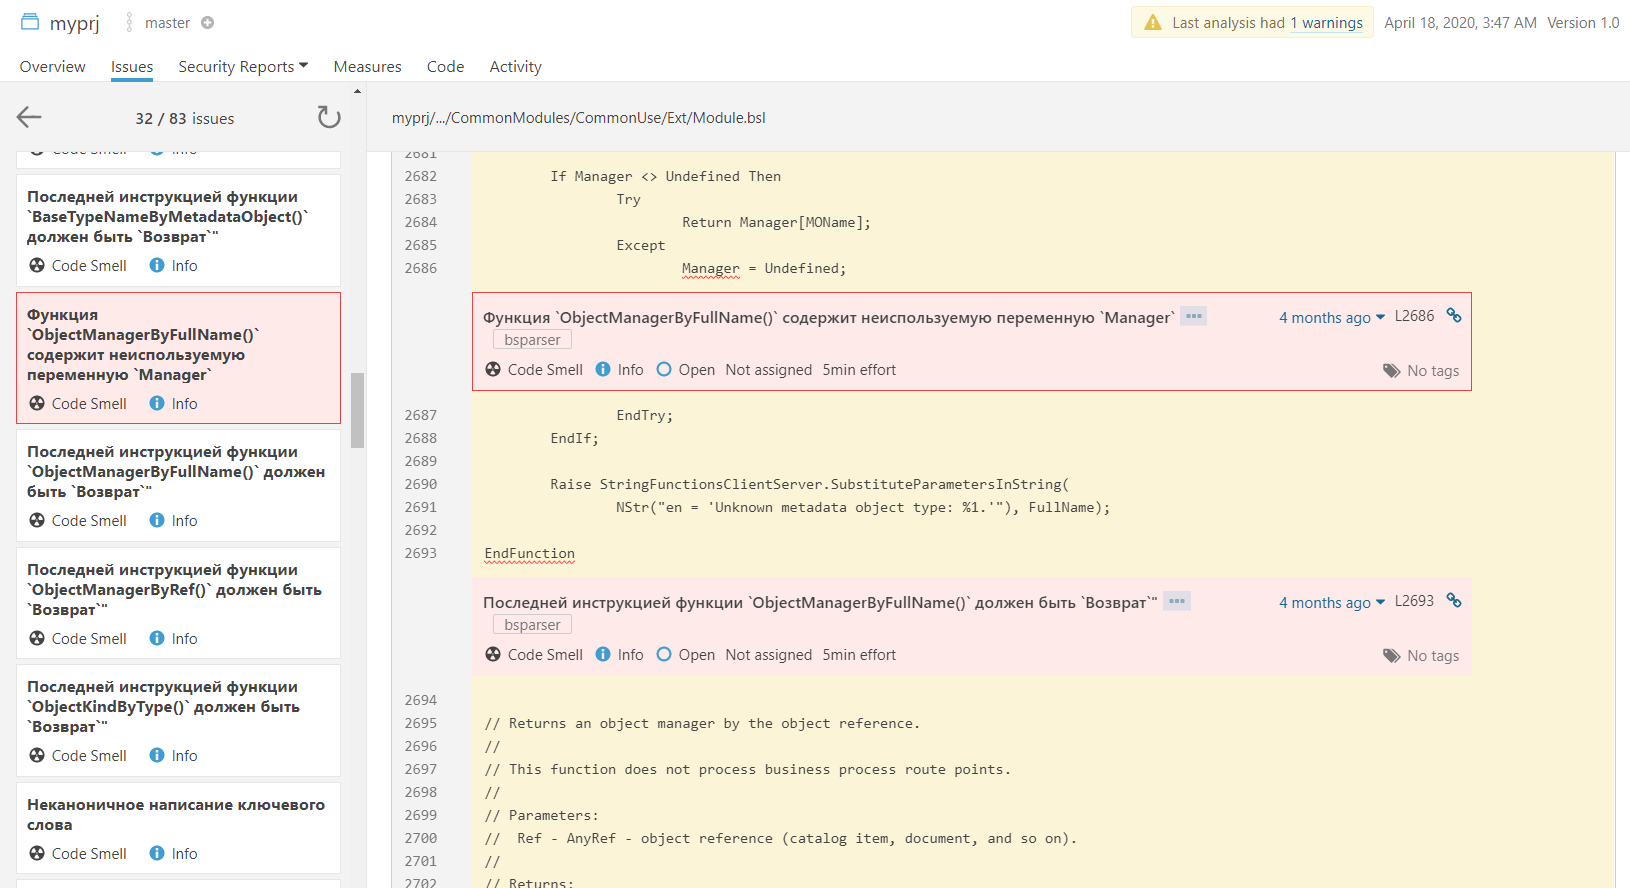 myprj master
Last analysis had 1 warnings April 18, 2020, 3:47 AM Version 1.0
Overview Issues Security Reports Measures Code Activity
32 / 83 issues
Code Smell Info
Последней инструкцией функции
`BaseTypeNameByMetadataObject()`
должен быть `Возврат`"
Code Smell Info
Функция
`ObjectManagerByFullName()`
содержит неиспользуемую
переменную `Manager`
Code Smell Info
Последней инструкцией функции
`ObjectManagerByFullName()` должен
быть `Возврат`"
Code Smell Info
Последней инструкцией функции
`ObjectManagerByRef()` должен быть
`Возврат`"
Code Smell Info
Последней инструкцией функции
`ObjectKindByType()` должен быть
`Возврат`"
Code Smell Info
Неканоничное написание ключевого
слова
Code Smell Info
myprj/.../CommonModules/CommonUse/Ext/Module.bsl
2681
2682 If Manager <> Undefined Then
2683 Try
2684 Return Manager[MOName];
2685 Except
2686 Manager = Undefined;
Функция `ObjectManagerByFullName()` содержит неиспользуемую переменную `Manager` ••• 4 months ago L2686
bsparser
Code Smell Info Open Not assigned 5min effort No tags
2687 EndTry;
2688 EndIf;
2689
2690 Raise StringFunctionsClientServer.SubstituteParametersInString(
2691 NStr("en = 'Unknown metadata object type: %1.'"), FullName);
2692
2693 EndFunction
Последней инструкцией функции `ObjectManagerByFullName()` должен быть `Возврат`" ••• 4 months ago L2693
bsparser
Code Smell Info Open Not assigned 5min effort No tags
2694
2695 // Returns an object manager by the object reference.
2696 //
2697 // This function does not process business process route points.
2698 //
2699 // Parameters:
2700 //  Ref - AnyRef - object reference (catalog item, document, and so on).
2701 //
2702 // Returns: